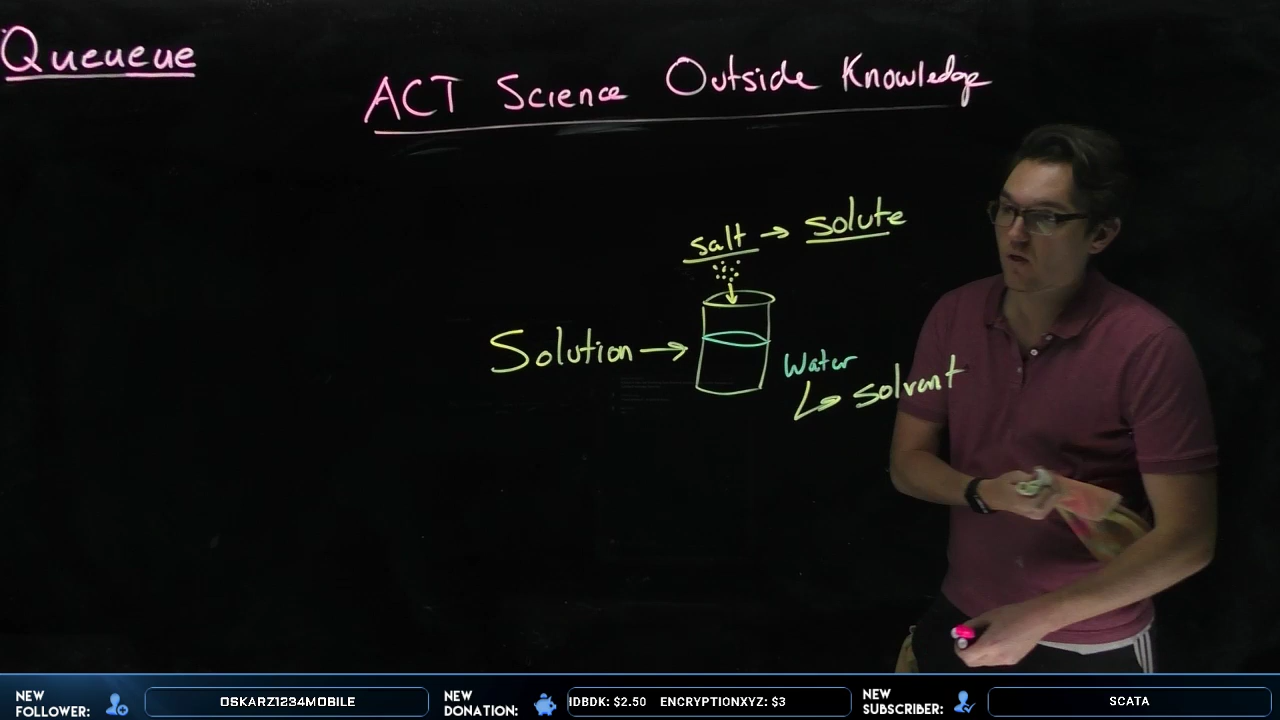 Queueue
ACT Science Outside Knowledge
salt → solute
Solution →
Water
↳ solvent
NEW FOLLOWER:
OSKARZ1234MOBILE
NEW DONATION:
IDBDK: $2.50 ENCRYPTIONXYZ: $3
NEW SUBSCRIBER:
SCATA